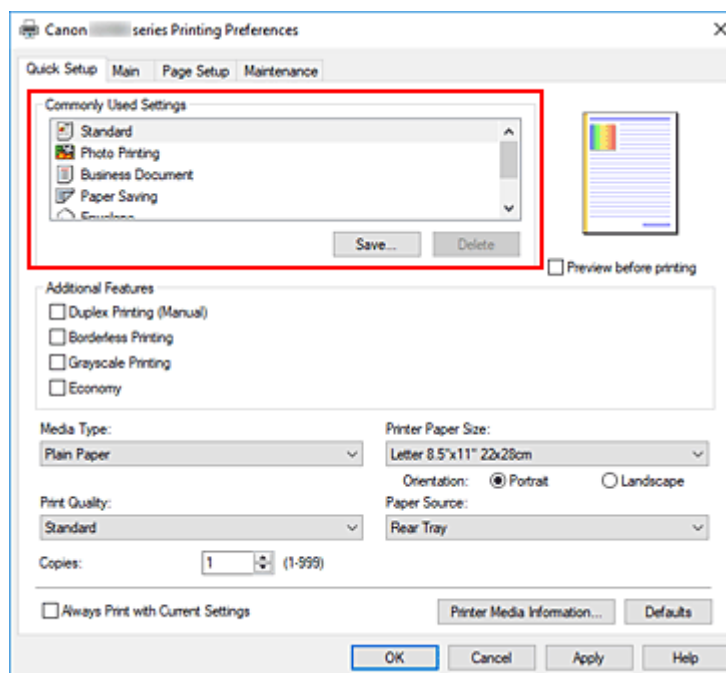 Canon series Printing Preferences
Quick Setup Main Page Setup Maintenance
Commonly Used Settings
Standard
Photo Printing
Business Document
Paper Saving
Envelope
Save... Delete
Preview before printing
Additional Features
Duplex Printing (Manual)
Borderless Printing
Grayscale Printing
Economy
Media Type: Printer Paper Size:
Plain Paper Letter 8.5"x11" 22x28cm
Orientation: Portrait Landscape
Print Quality: Paper Source:
Standard Rear Tray
Copies: 1 (1-999)
Always Print with Current Settings Printer Media Information... Defaults
OK Cancel Apply Help